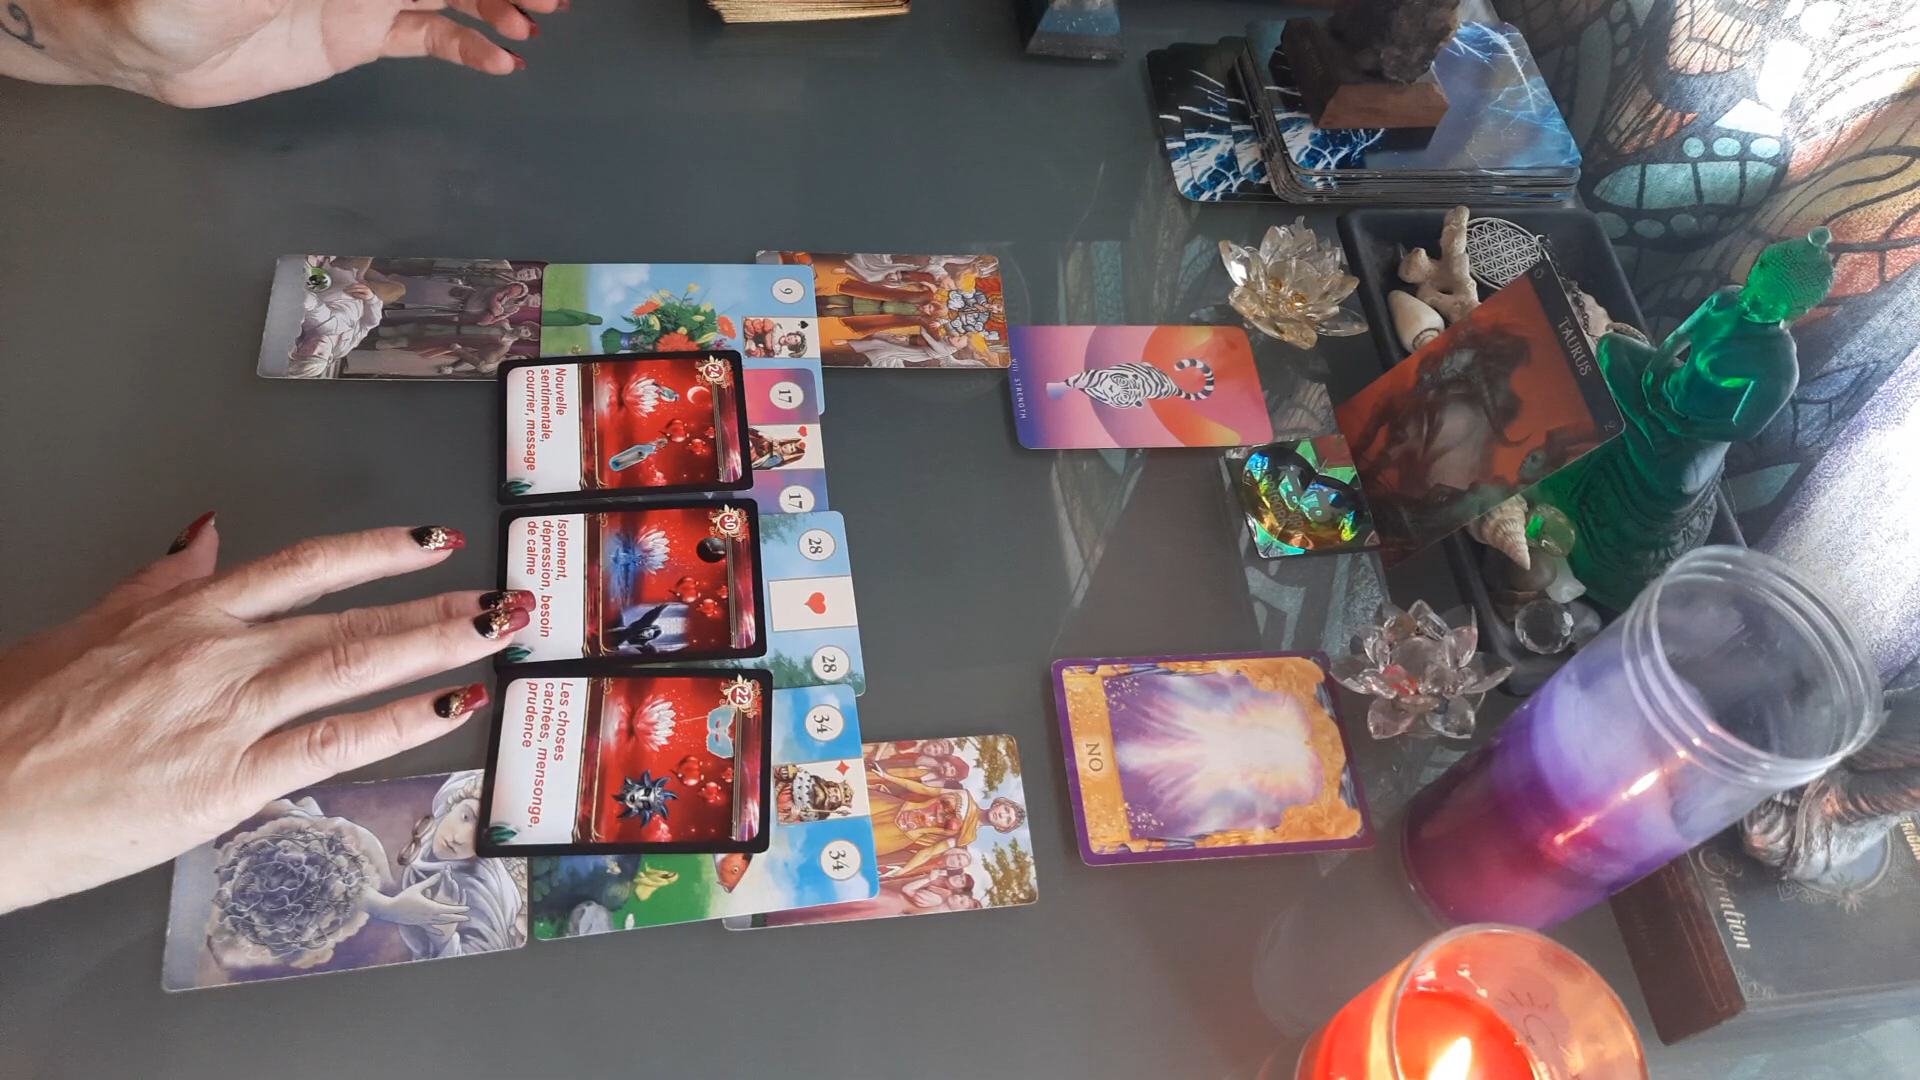 9
24
Nouvelle
sentimentale,
courrier, message
17
17
VIII STRENGTH
TAURUS
30
Isolement,
dépression, besoin
de calme
28
28
22
Les choses
cachées, mensonge,
prudence
34
34
NO